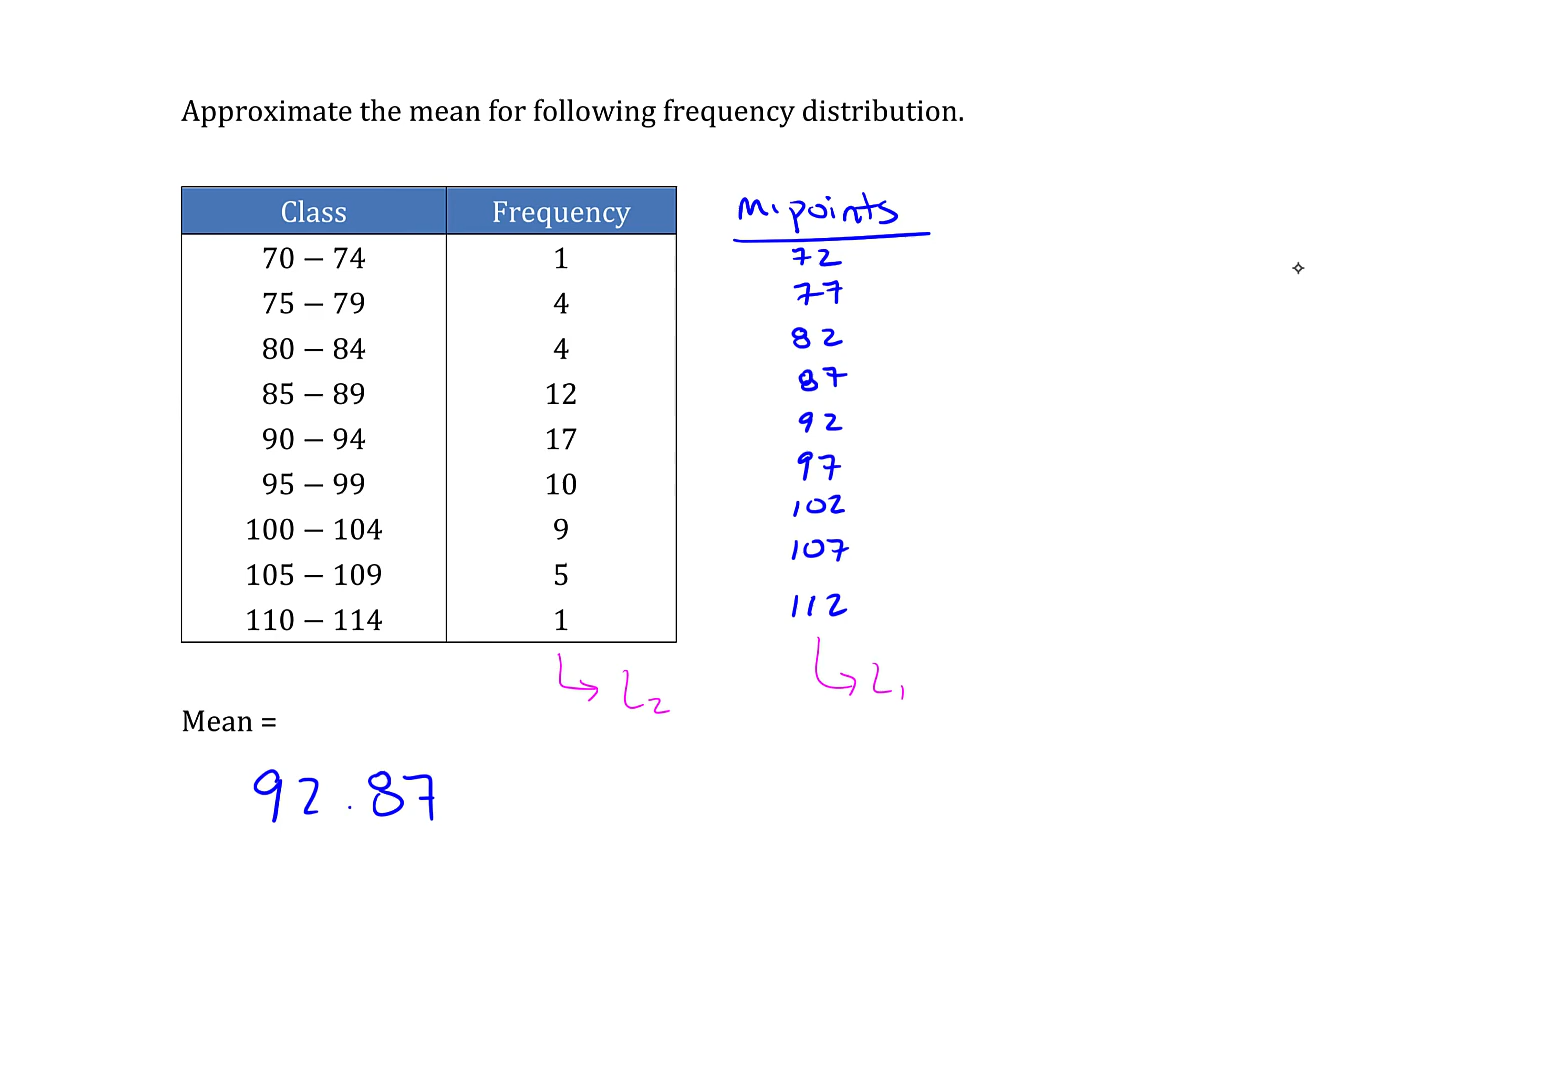 Approximate the mean for following frequency distribution.
Class Frequency Mipoints
70 – 74 1 72
75 – 79 4 77
80 – 84 4 82
85 – 89 12 87
90 – 94 17 92
95 – 99 10 97
100 – 104 9 102
105 – 109 5 107
110 – 114 1 112
↳ L2 ↳ L1
Mean =
92.87